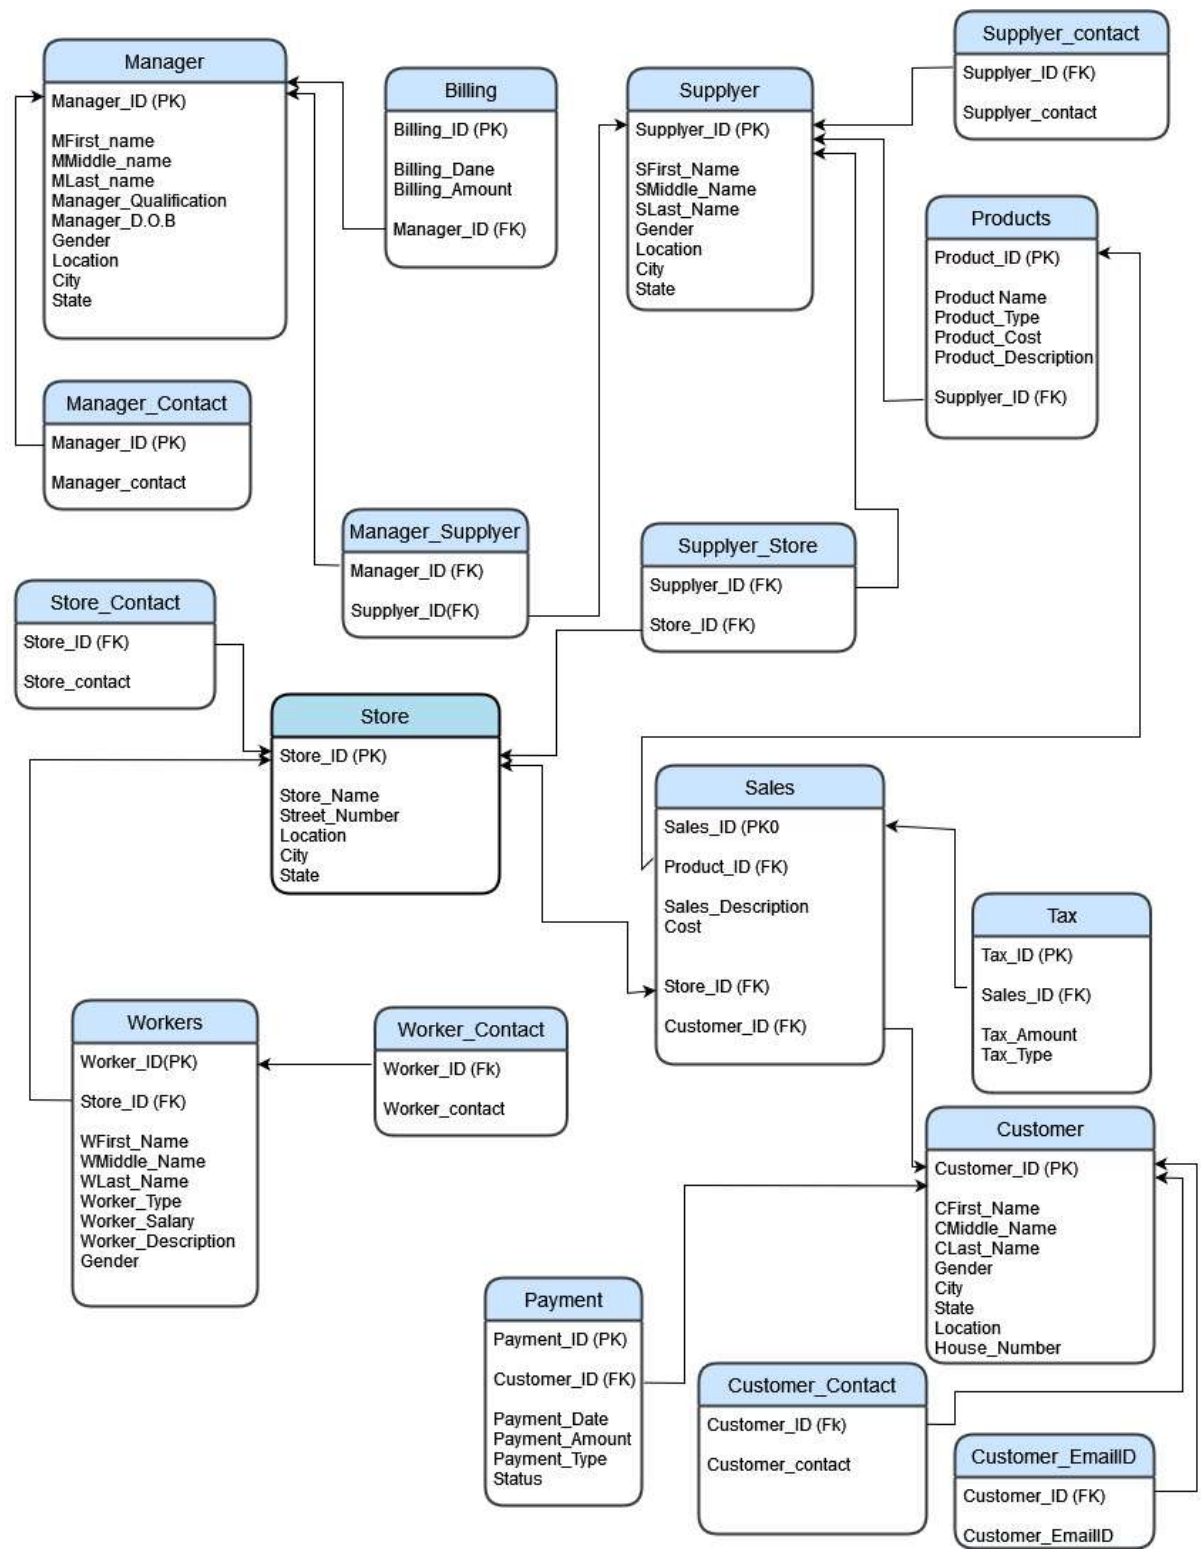 Manager
Manager_ID (PK)
MFirst_name
MMiddle_name
MLast_name
Manager_Qualification
Manager_D.O.B
Gender
Location
City
State
Billing
Billing_ID (PK)
Billing_Dane
Billing_Amount
Manager_ID (FK)
Supplyer
Supplyer_ID (PK)
SFirst_Name
SMiddle_Name
SLast_Name
Gender
Location
City
State
Supplyer_contact
Supplyer_ID (FK)
Supplyer_contact
Products
Product_ID (PK)
Product Name
Product_Type
Product_Cost
Product_Description
Supplyer_ID (FK)
Manager_Contact
Manager_ID (PK)
Manager_contact
Manager_Supplyer
Manager_ID (FK)
Supplyer_ID(FK)
Supplyer_Store
Supplyer_ID (FK)
Store_ID (FK)
Store_Contact
Store_ID (FK)
Store_contact
Store
Store_ID (PK)
Store_Name
Street_Number
Location
City
State
Sales
Sales_ID (PK0
Product_ID (FK)
Sales_Description
Cost
Store_ID (FK)
Customer_ID (FK)
Tax
Tax_ID (PK)
Sales_ID (FK)
Tax_Amount
Tax_Type
Workers
Worker_ID(PK)
Store_ID (FK)
WFirst_Name
WMiddle_Name
WLast_Name
Worker_Type
Worker_Salary
Worker_Description
Gender
Worker_Contact
Worker_ID (Fk)
Worker_contact
Customer
Customer_ID (PK)
CFirst_Name
CMiddle_Name
CLast_Name
Gender
City
State
Location
House_Number
Payment
Payment_ID (PK)
Customer_ID (FK)
Payment_Date
Payment_Amount
Payment_Type
Status
Customer_Contact
Customer_ID (Fk)
Customer_contact
Customer_EmailID
Customer_ID (FK)
Customer_EmailID